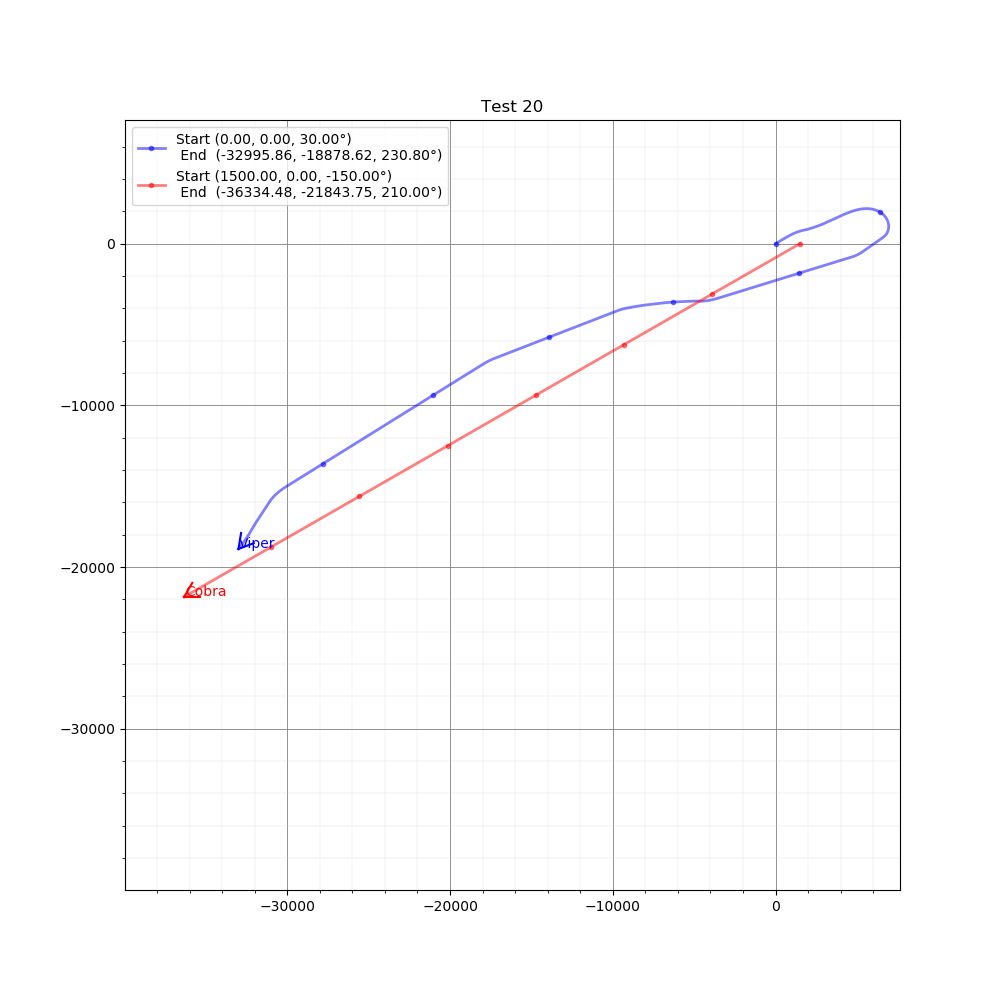 Test 20
Start (0.00, 0.00, 30.00°)
End (-32995.86, -18878.62, 230.80°)
Start (1500.00, 0.00, -150.00°)
End (-36334.48, -21843.75, 210.00°)
0
−10000
Viper
−20000
Cobra
−30000
−30000 −20000 −10000 0